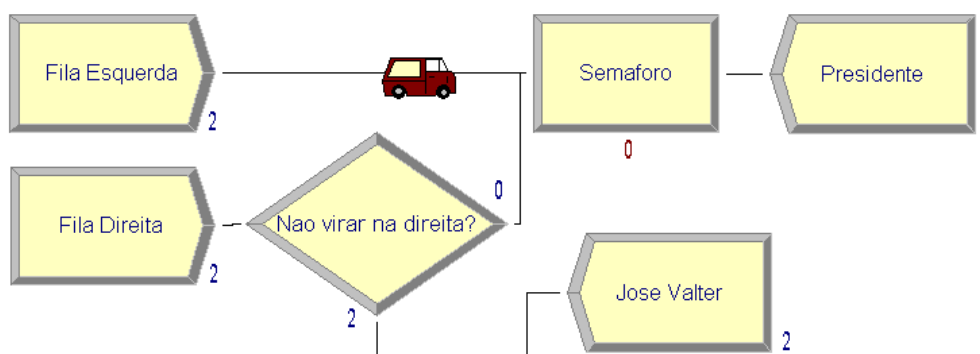 Fila Esquerda
2
Semaforo
0
Presidente
Fila Direita
2
Nao virar na direita?
0
2
Jose Valter
2